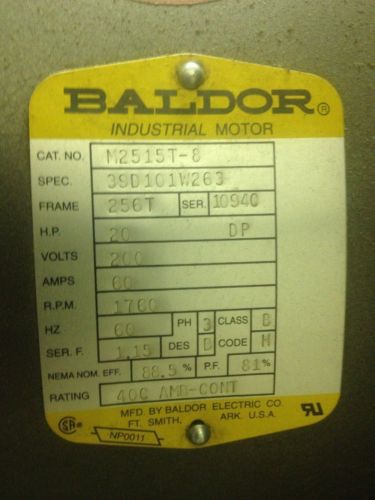 BALDOR®
INDUSTRIAL MOTOR
CAT. NO. M2515T-8
SPEC. 39D101W263
FRAME 256T SER. 10940
H.P. 20 DP
VOLTS 200
AMPS 60
R.P.M. 1760
HZ 60 PH 3 CLASS B
SER. F. 1.15 DES B CODE H
NEMA NOM. EFF. 88.5 % P.F. 81%
RATING 40C AMB-CONT
MFD. BY BALDOR ELECTRIC CO.
FT. SMITH, ARK. U.S.A.
NP0011